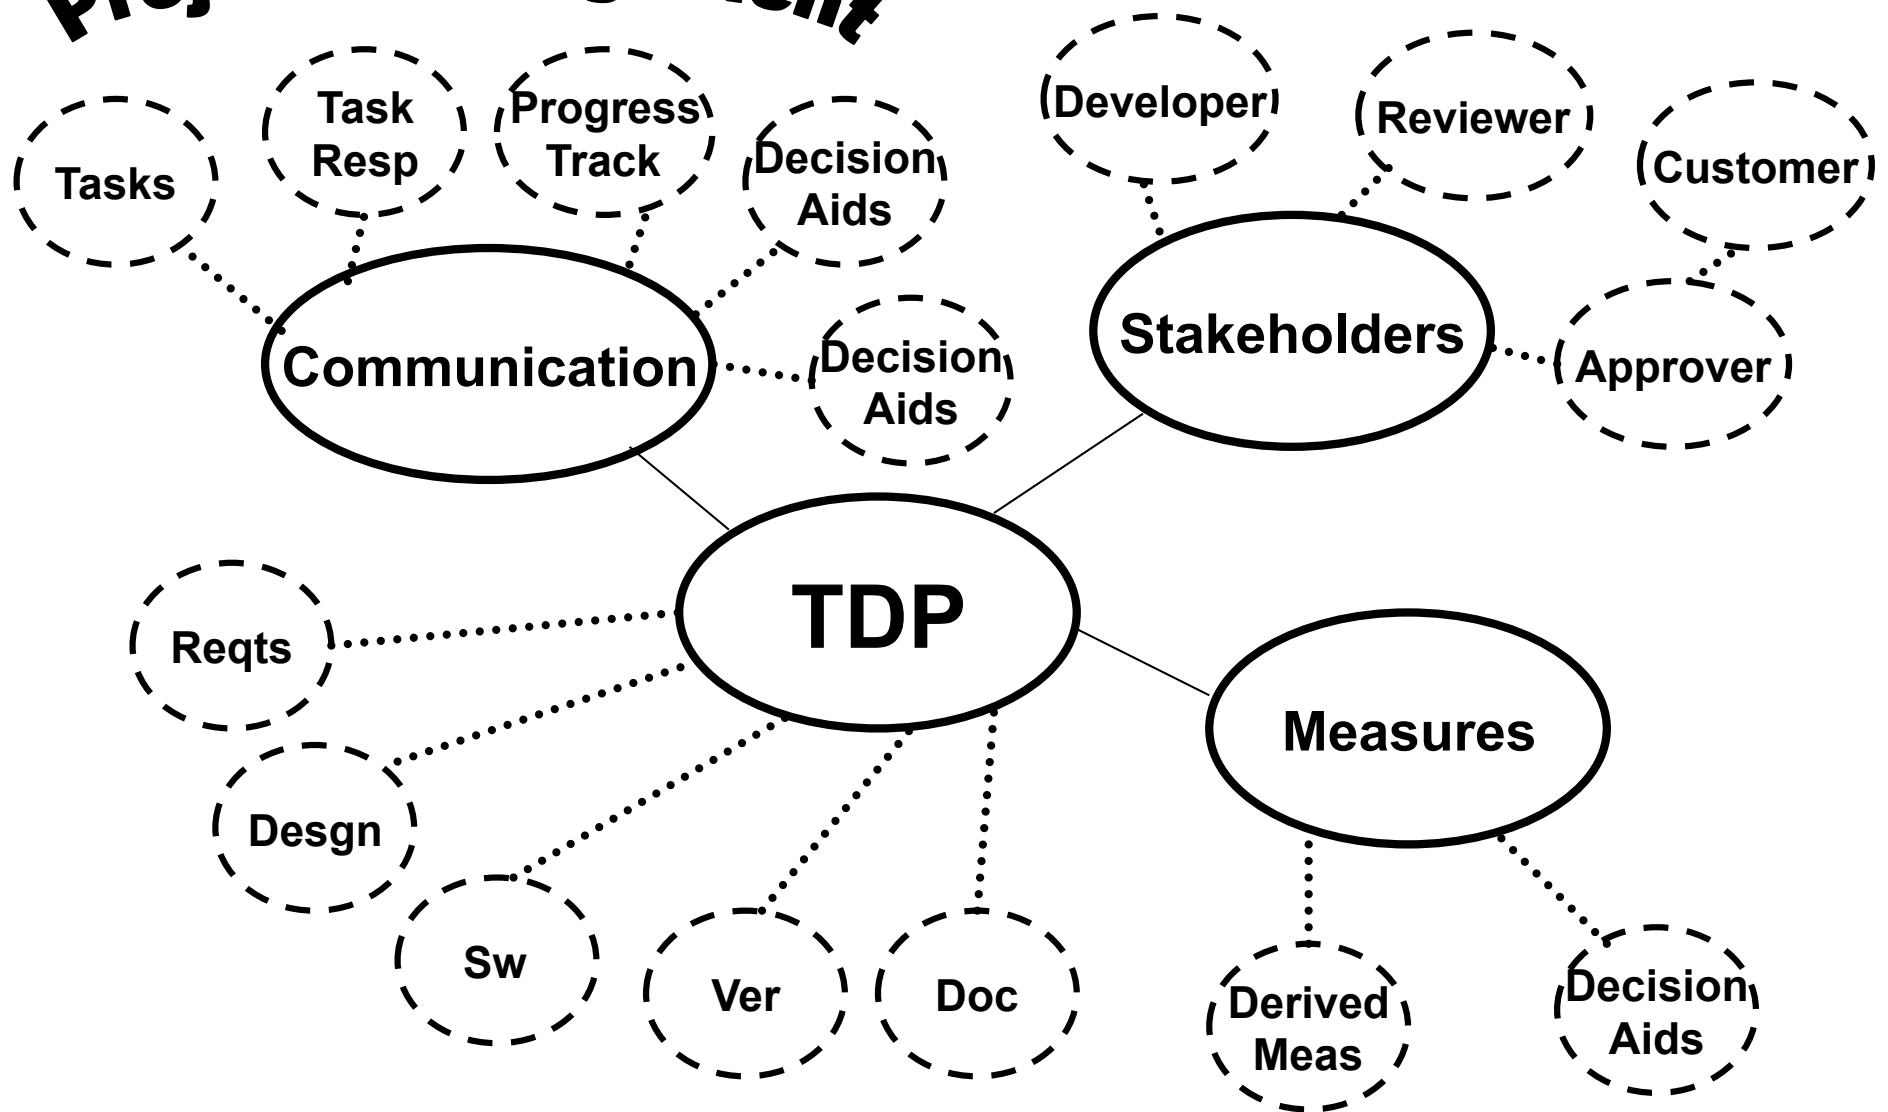 Task
Resp
Progress
Track
Decision
Aids
Tasks
Developer
Reviewer
Customer
Communication
Decision
Aids
Stakeholders
Approver
TDP
Reqts
Measures
Desgn
Sw
Ver
Doc
Derived
Meas
Decision
Aids